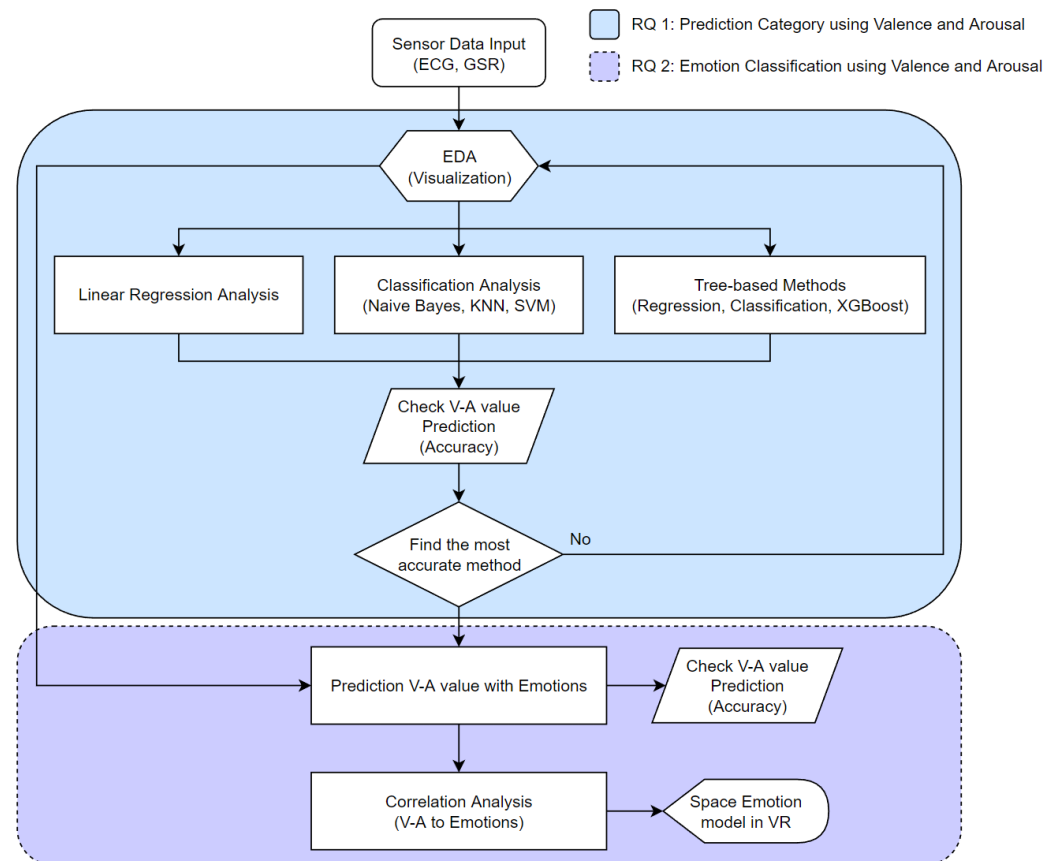 Sensor Data Input
(ECG, GSR)
RQ 1: Prediction Category using Valence and Arousal
RQ 2: Emotion Classification using Valence and Arousal
EDA
(Visualization)
Linear Regression Analysis
Classification Analysis
(Naive Bayes, KNN, SVM)
Tree-based Methods
(Regression, Classification, XGBoost)
Check V-A value
Prediction
(Accuracy)
Find the most
accurate method
No
Prediction V-A value with Emotions
Check V-A value
Prediction
(Accuracy)
Correlation Analysis
(V-A to Emotions)
Space Emotion
model in VR